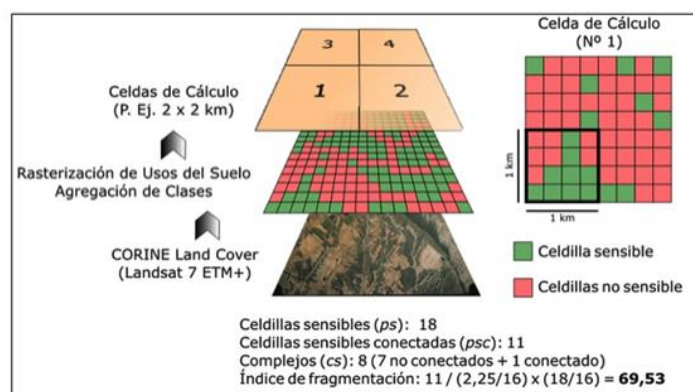 Celda de Cálculo
(Nº 1)
3
4
1
2
Celdas de Cálculo
(P. Ej. 2 x 2 km)
Rasterización de Usos del Suelo
Agregación de Clases
CORINE Land Cover
(Landsat 7 ETM+)
1 km
1 km
Celdilla sensible
Celdillas no sensible
Celdillas sensibles (ps): 18
Celdillas sensibles conectadas (psc): 11
Complejos (cs): 8 (7 no conectados + 1 conectado)
Índice de fragmentación: 11 / (2,25/16) x (18/16) = 69,53